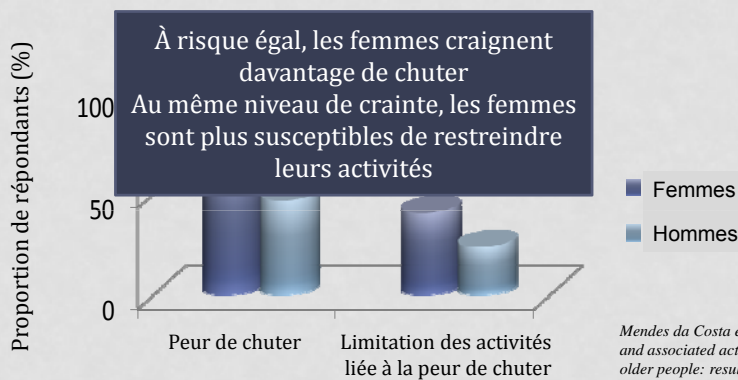 À risque égal, les femmes craignent
davantage de chuter
Au même niveau de crainte, les femmes
sont plus susceptibles de restreindre
leurs activités
Proportion de répondants (%)
100
50
0
Peur de chuter
Limitation des activités
liée à la peur de chuter
Femmes
Hommes
Mendes da Costa
and associated
older people: